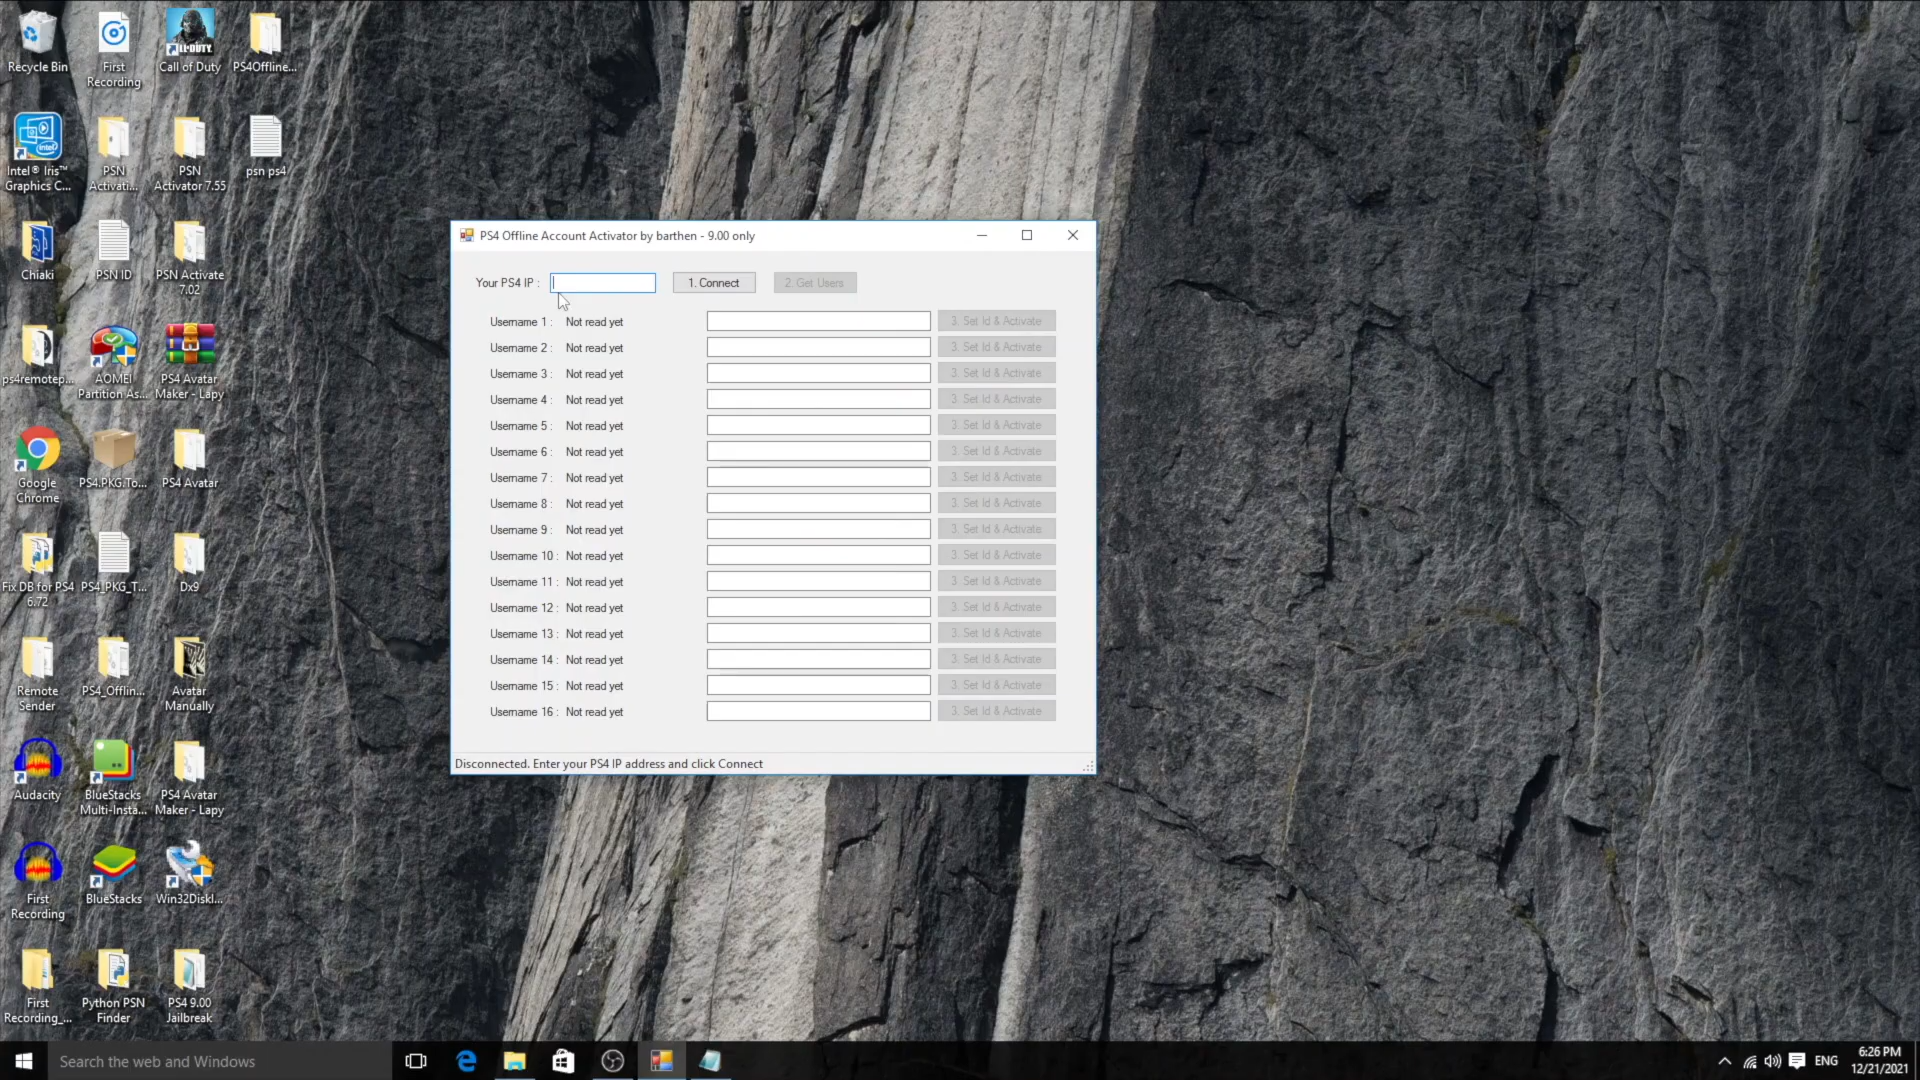 Recycle Bin
First
Recording
Call of Duty
PS4Offline...
Intel® Iris™
Graphics C...
PSN
Activati...
PSN
Activator 7.55
psn ps4
Chiaki
PSN ID
PSN Activate
7.02
ps4remotep...
AOMEI
Partition As...
PS4 Avatar
Maker - Lapy
Google
Chrome
PS4.PKG.To...
PS4 Avatar
Fix DB for PS4
6.72
PS4_PKG_T...
Dx9
Remote
Sender
PS4_Offlin...
Avatar
Manually
Audacity
BlueStacks
Multi-Insta...
PS4 Avatar
Maker - Lapy
First
Recording
BlueStacks
Win32DiskI...
First
Recording_...
Python PSN
Finder
PS4 9.00
Jailbreak
PS4 Offline Account Activator by barthen - 9.00 only
Your PS4 IP : 1. Connect 2. Get Users
Username 1 : Not read yet 3. Set Id & Activate
Username 2 : Not read yet 3. Set Id & Activate
Username 3 : Not read yet 3. Set Id & Activate
Username 4 : Not read yet 3. Set Id & Activate
Username 5 : Not read yet 3. Set Id & Activate
Username 6 : Not read yet 3. Set Id & Activate
Username 7 : Not read yet 3. Set Id & Activate
Username 8 : Not read yet 3. Set Id & Activate
Username 9 : Not read yet 3. Set Id & Activate
Username 10 : Not read yet 3. Set Id & Activate
Username 11 : Not read yet 3. Set Id & Activate
Username 12 : Not read yet 3. Set Id & Activate
Username 13 : Not read yet 3. Set Id & Activate
Username 14 : Not read yet 3. Set Id & Activate
Username 15 : Not read yet 3. Set Id & Activate
Username 16 : Not read yet 3. Set Id & Activate
Disconnected. Enter your PS4 IP address and click Connect
Search the web and Windows
ENG
6:26 PM
12/21/2021